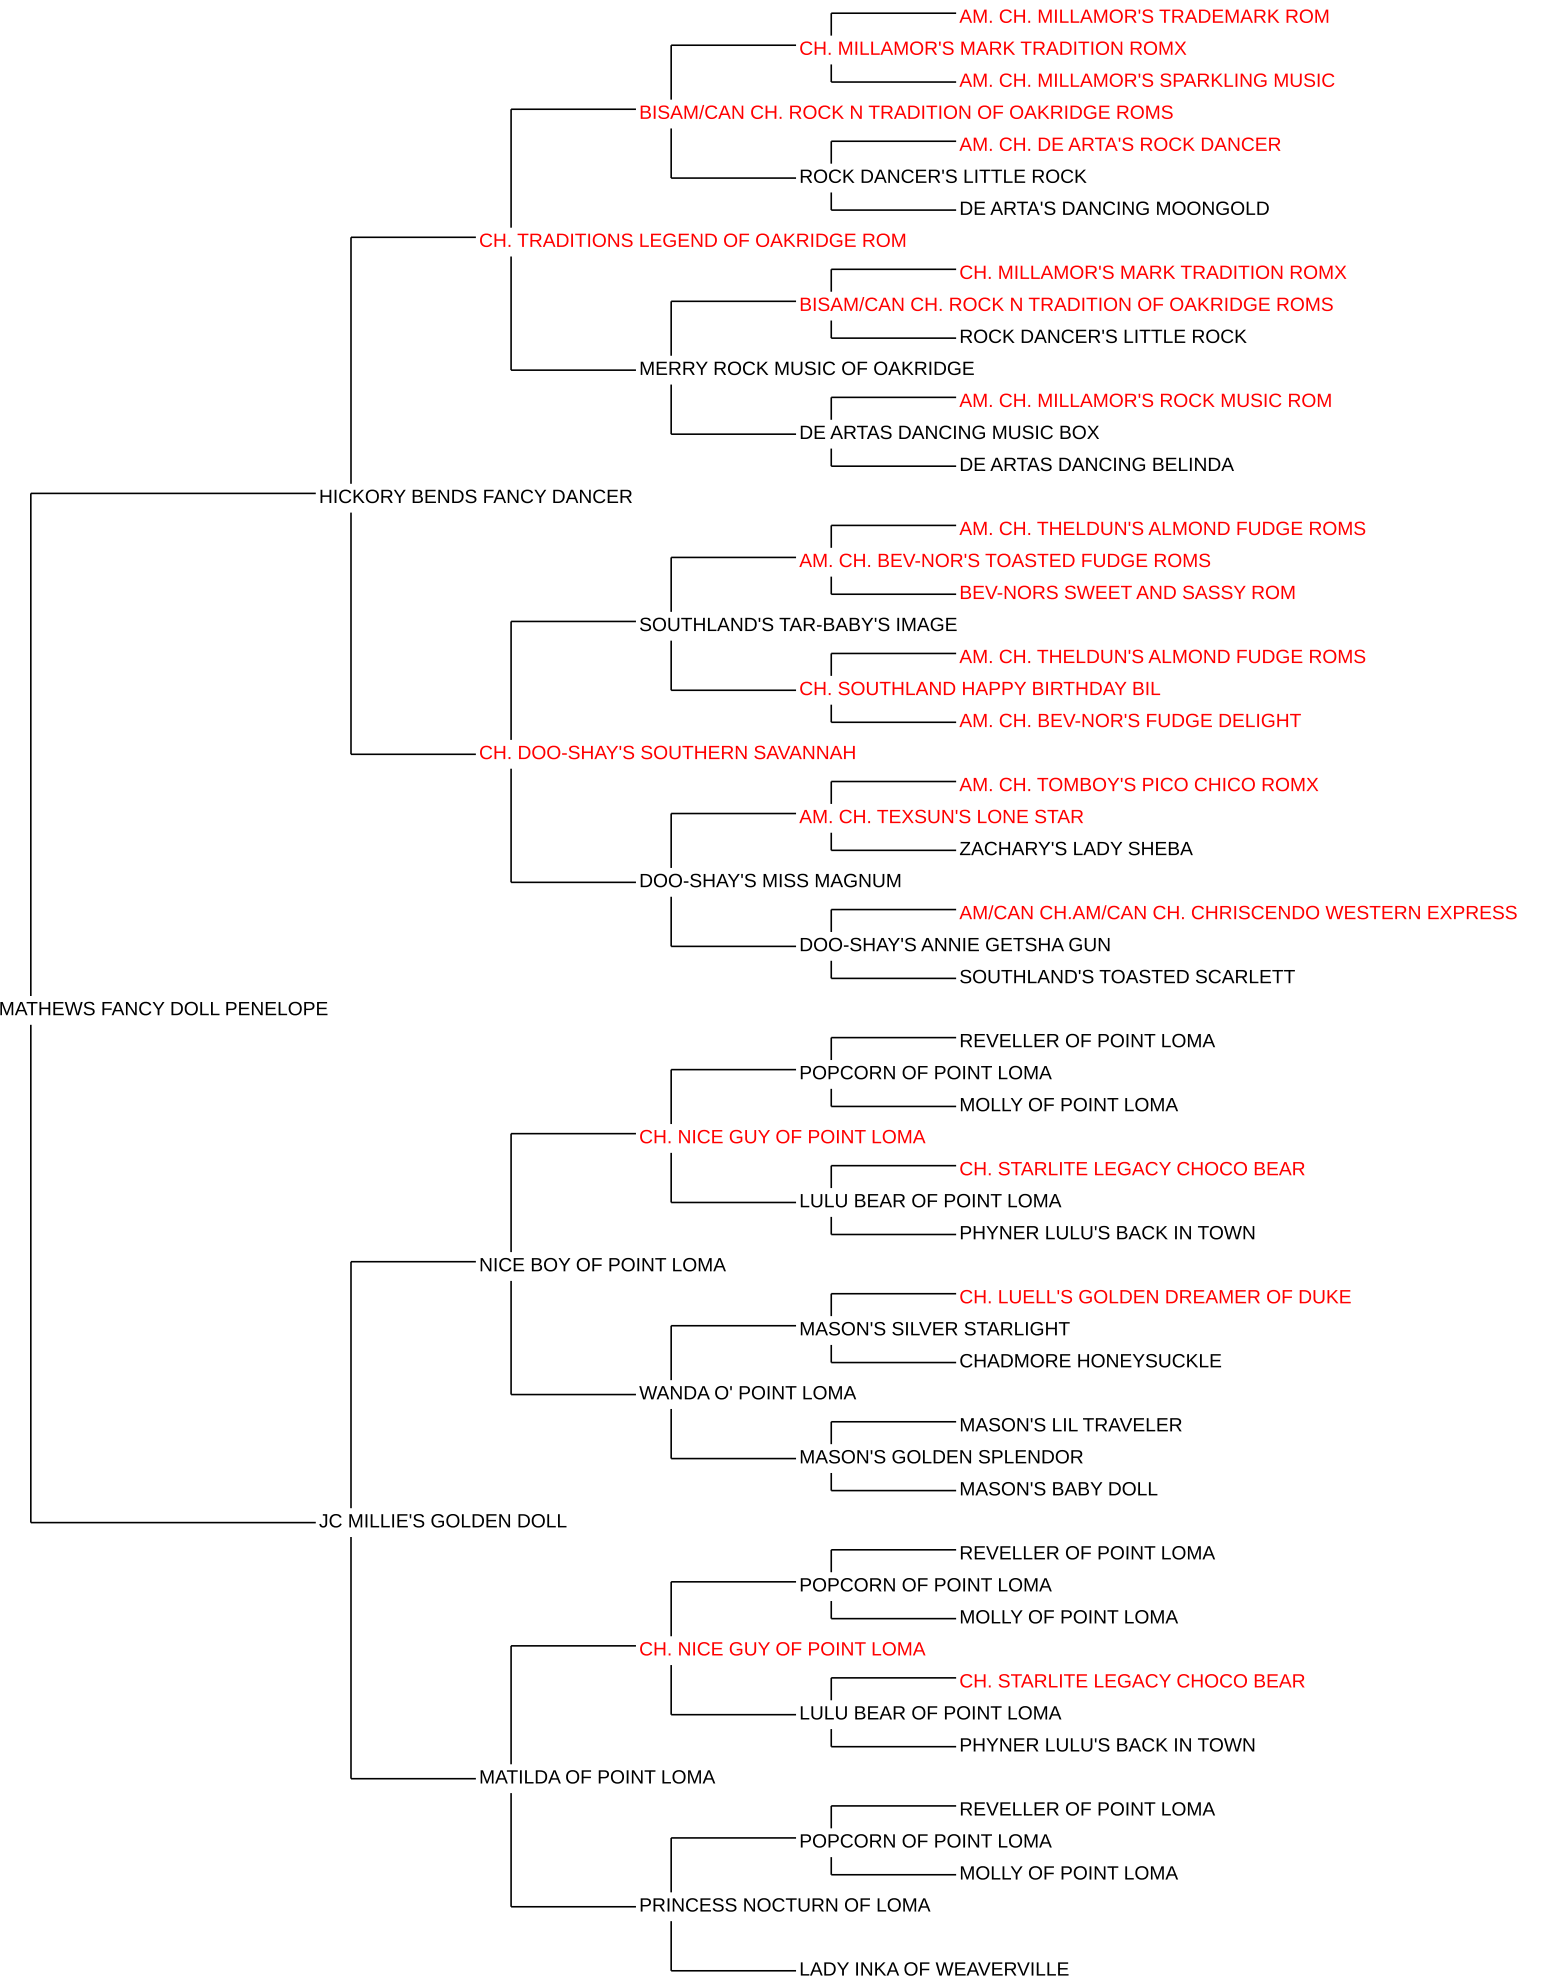 AM. CH. MILLAMOR'S TRADEMARK ROM
CH. MILLAMOR'S MARK TRADITION ROMX
AM. CH. MILLAMOR'S SPARKLING MUSIC
BISAM/CAN CH. ROCK N TRADITION OF OAKRIDGE ROMS
AM. CH. DE ARTA'S ROCK DANCER
ROCK DANCER'S LITTLE ROCK
DE ARTA'S DANCING MOONGOLD
CH. TRADITIONS LEGEND OF OAKRIDGE ROM
CH. MILLAMOR'S MARK TRADITION ROMX
BISAM/CAN CH. ROCK N TRADITION OF OAKRIDGE ROMS
ROCK DANCER'S LITTLE ROCK
MERRY ROCK MUSIC OF OAKRIDGE
AM. CH. MILLAMOR'S ROCK MUSIC ROM
DE ARTAS DANCING MUSIC BOX
DE ARTAS DANCING BELINDA
HICKORY BENDS FANCY DANCER
AM. CH. THELDUN'S ALMOND FUDGE ROMS
AM. CH. BEV-NOR'S TOASTED FUDGE ROMS
BEV-NORS SWEET AND SASSY ROM
SOUTHLAND'S TAR-BABY'S IMAGE
AM. CH. THELDUN'S ALMOND FUDGE ROMS
CH. SOUTHLAND HAPPY BIRTHDAY BIL
AM. CH. BEV-NOR'S FUDGE DELIGHT
CH. DOO-SHAY'S SOUTHERN SAVANNAH
AM. CH. TOMBOY'S PICO CHICO ROMX
AM. CH. TEXSUN'S LONE STAR
ZACHARY'S LADY SHEBA
DOO-SHAY'S MISS MAGNUM
AM/CAN CH.AM/CAN CH. CHRISCENDO WESTERN EXPRESS
DOO-SHAY'S ANNIE GETSHA GUN
SOUTHLAND'S TOASTED SCARLETT
MATHEWS FANCY DOLL PENELOPE
REVELLER OF POINT LOMA
POPCORN OF POINT LOMA
MOLLY OF POINT LOMA
CH. NICE GUY OF POINT LOMA
CH. STARLITE LEGACY CHOCO BEAR
LULU BEAR OF POINT LOMA
PHYNER LULU'S BACK IN TOWN
NICE BOY OF POINT LOMA
CH. LUELL'S GOLDEN DREAMER OF DUKE
MASON'S SILVER STARLIGHT
CHADMORE HONEYSUCKLE
WANDA O' POINT LOMA
MASON'S LIL TRAVELER
MASON'S GOLDEN SPLENDOR
MASON'S BABY DOLL
JC MILLIE'S GOLDEN DOLL
REVELLER OF POINT LOMA
POPCORN OF POINT LOMA
MOLLY OF POINT LOMA
CH. NICE GUY OF POINT LOMA
CH. STARLITE LEGACY CHOCO BEAR
LULU BEAR OF POINT LOMA
PHYNER LULU'S BACK IN TOWN
MATILDA OF POINT LOMA
REVELLER OF POINT LOMA
POPCORN OF POINT LOMA
MOLLY OF POINT LOMA
PRINCESS NOCTURN OF LOMA
LADY INKA OF WEAVERVILLE